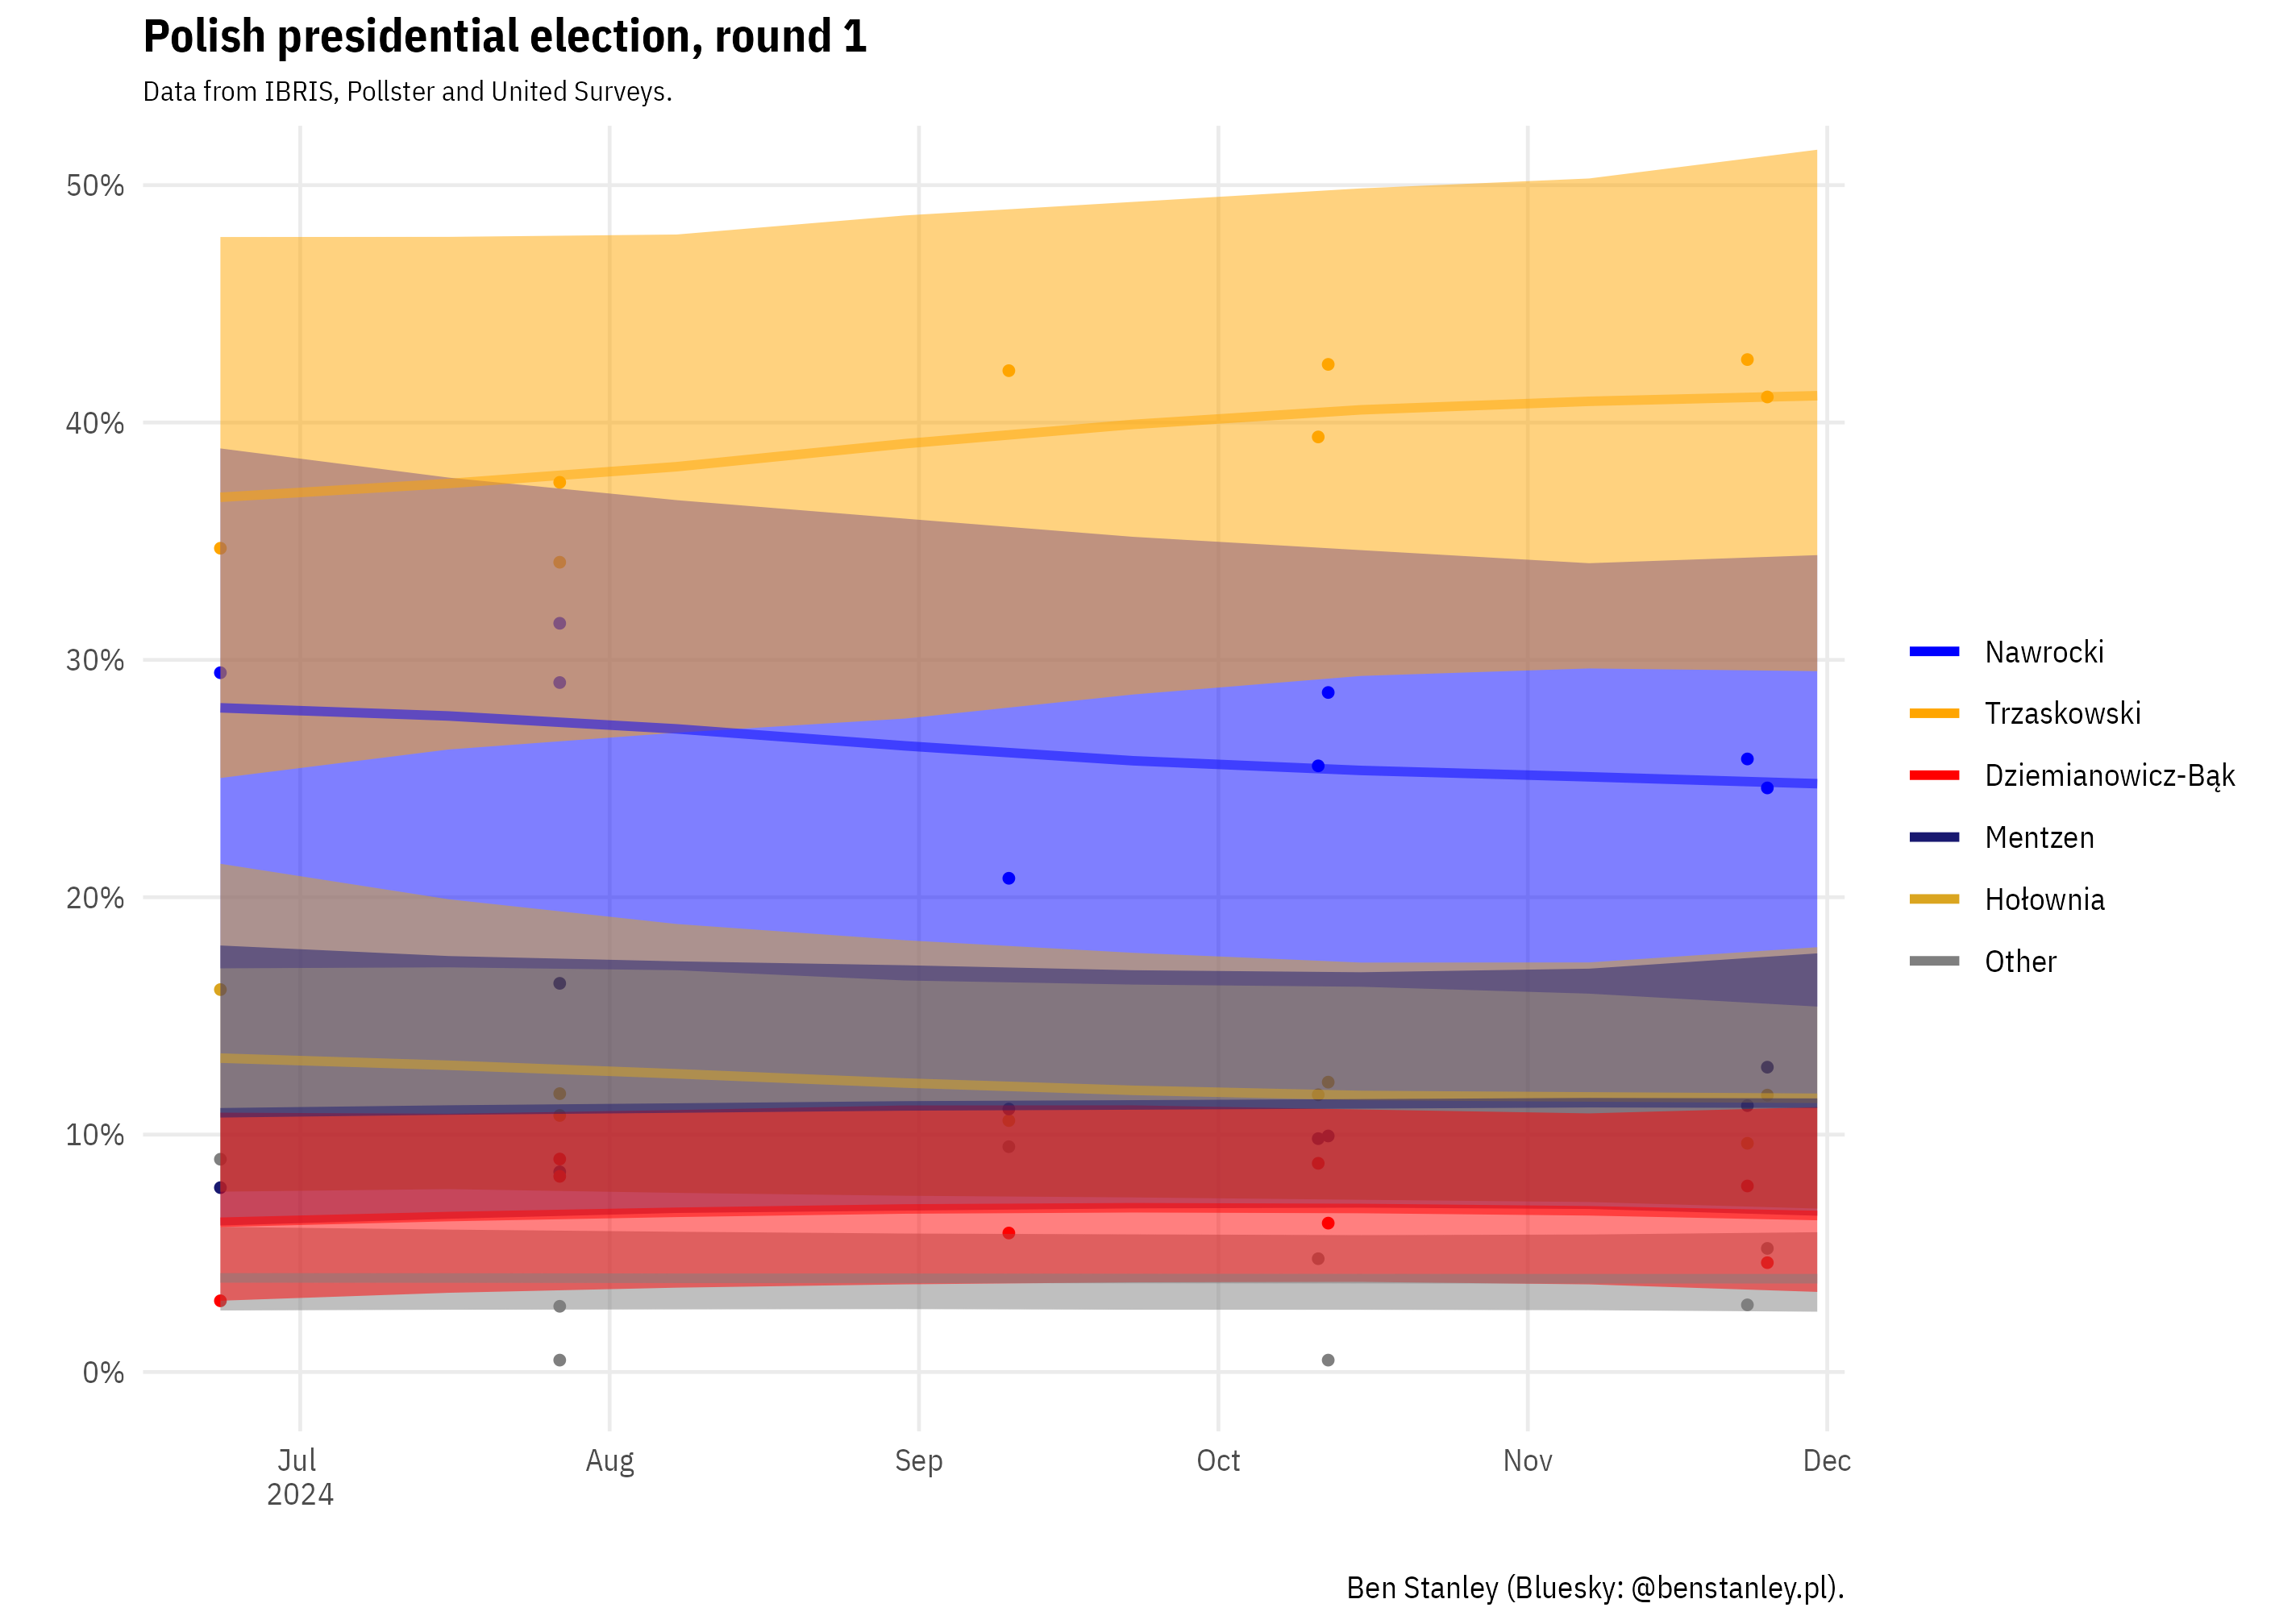 Polish presidential election, round 1
Data from IBRIS, Pollster and United Surveys.
50%
40%
30%
20%
10%
0%
Jul
2024
Aug
Sep
Oct
Nov
Dec
Nawrocki
Trzaskowski
Dziemianowicz-Bąk
Mentzen
Hołownia
Other
Ben Stanley (Bluesky: @benstanley.pl).